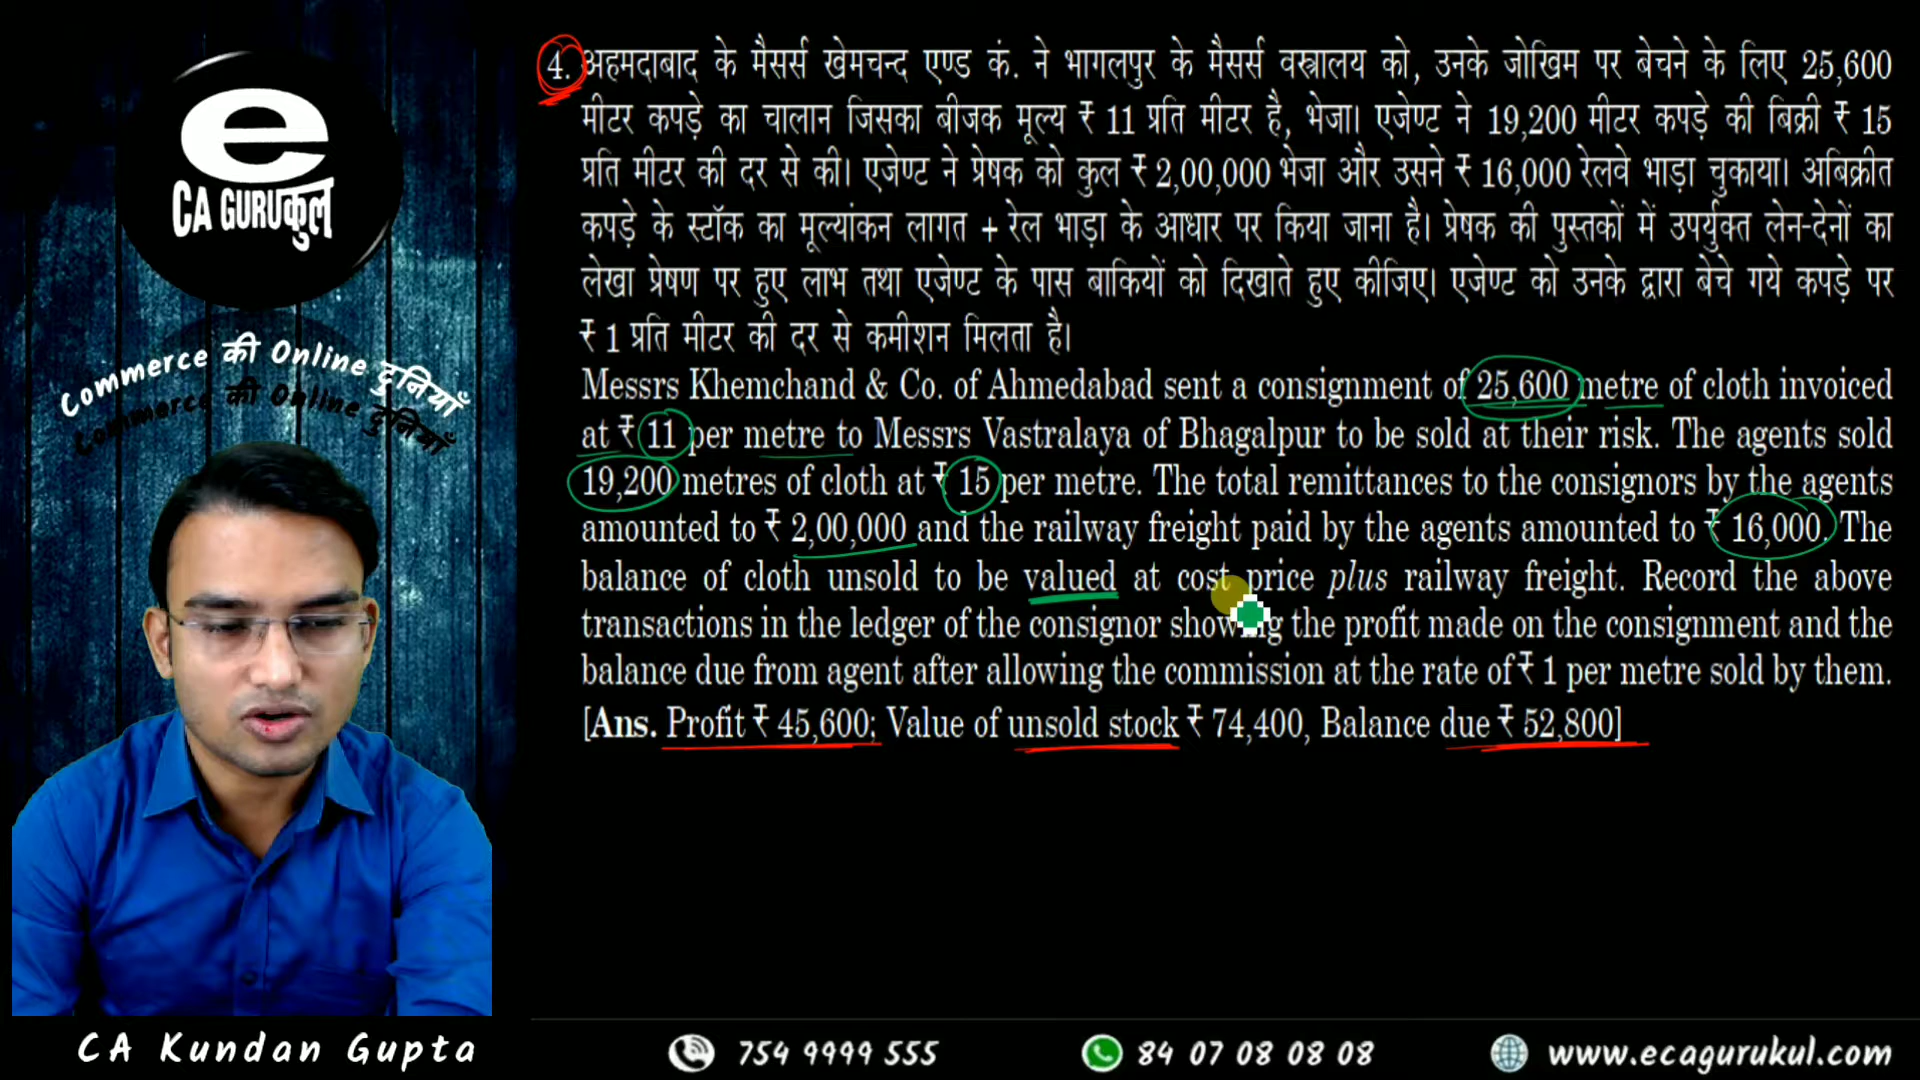 e
CA GURUकुल
Commerce की Online दुनियाँ
Commerce की Online दुनियाँ
4. अहमदाबाद के मैसर्स खेमचन्द एण्ड कं. ने भागलपुर के मैसर्स वस्त्रालय को, उनके जोखिम पर बेचने के लिए 25,600
मीटर कपड़े का चालान जिसका बीजक मूल्य ₹ 11 प्रति मीटर है, भेजा। एजेण्ट ने 19,200 मीटर कपड़े की बिक्री ₹ 15
प्रति मीटर की दर से की। एजेण्ट ने प्रेषक को कुल ₹ 2,00,000 भेजा और उसने ₹ 16,000 रेलवे भाड़ा चुकाया। अबिक्रीत
कपड़े के स्टॉक का मूल्यांकन लागत + रेल भाड़ा के आधार पर किया जाना है। प्रेषक की पुस्तकों में उपर्युक्त लेन-देनों का
लेखा प्रेषण पर हुए लाभ तथा एजेण्ट के पास बाकियों को दिखाते हुए कीजिए। एजेण्ट को उनके द्वारा बेचे गये कपड़े पर
₹ 1 प्रति मीटर की दर से कमीशन मिलता है।
Messrs Khemchand & Co. of Ahmedabad sent a consignment of 25,600 metre of cloth invoiced
at ₹ 11 per metre to Messrs Vastralaya of Bhagalpur to be sold at their risk. The agents sold
19,200 metres of cloth at ₹ 15 per metre. The total remittances to the consignors by the agents
amounted to ₹ 2,00,000 and the railway freight paid by the agents amounted to ₹ 16,000. The
balance of cloth unsold to be valued at cost price plus railway freight. Record the above
transactions in the ledger of the consignor showing the profit made on the consignment and the
balance due from agent after allowing the commission at the rate of ₹ 1 per metre sold by them.
[Ans. Profit ₹ 45,600; Value of unsold stock ₹ 74,400, Balance due ₹ 52,800]
CA Kundan Gupta
754 9999 555
84 07 08 08 08
www.ecagurukul.com